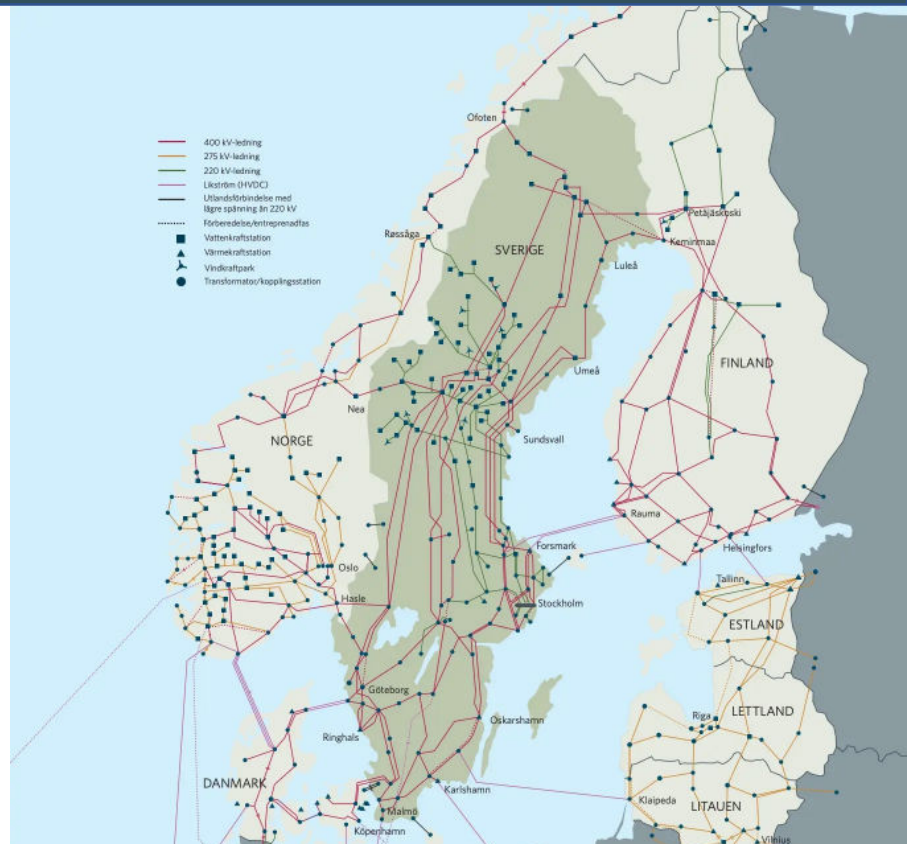 Ofoten
400 kV-ledning
275 kV-ledning
220 kV-ledning
Likström (HVDC)
Utlandsförbindelse med
lägre spänning än 220 kV
Förberedelse/entreprenadfas
Vattenkraftstation
Värmekraftstation
Vindkraftpark
Transformator/kopplingsstation
Petäjäskoski
Røssåga
Keminmaa
SVERIGE
Luleå
FINLAND
Umeå
Nea
NORGE
Sundsvall
Rauma
Forsmark
Helsingfors
Oslo
Tallinn
Hasle
Stockholm
ESTLAND
Göteborg
LETTLAND
Riga
Oskarshamn
Ringhals
DANMARK
Karlshamn
Klaipeda
LITAUEN
Malmö
Köpenhamn
Vilnius